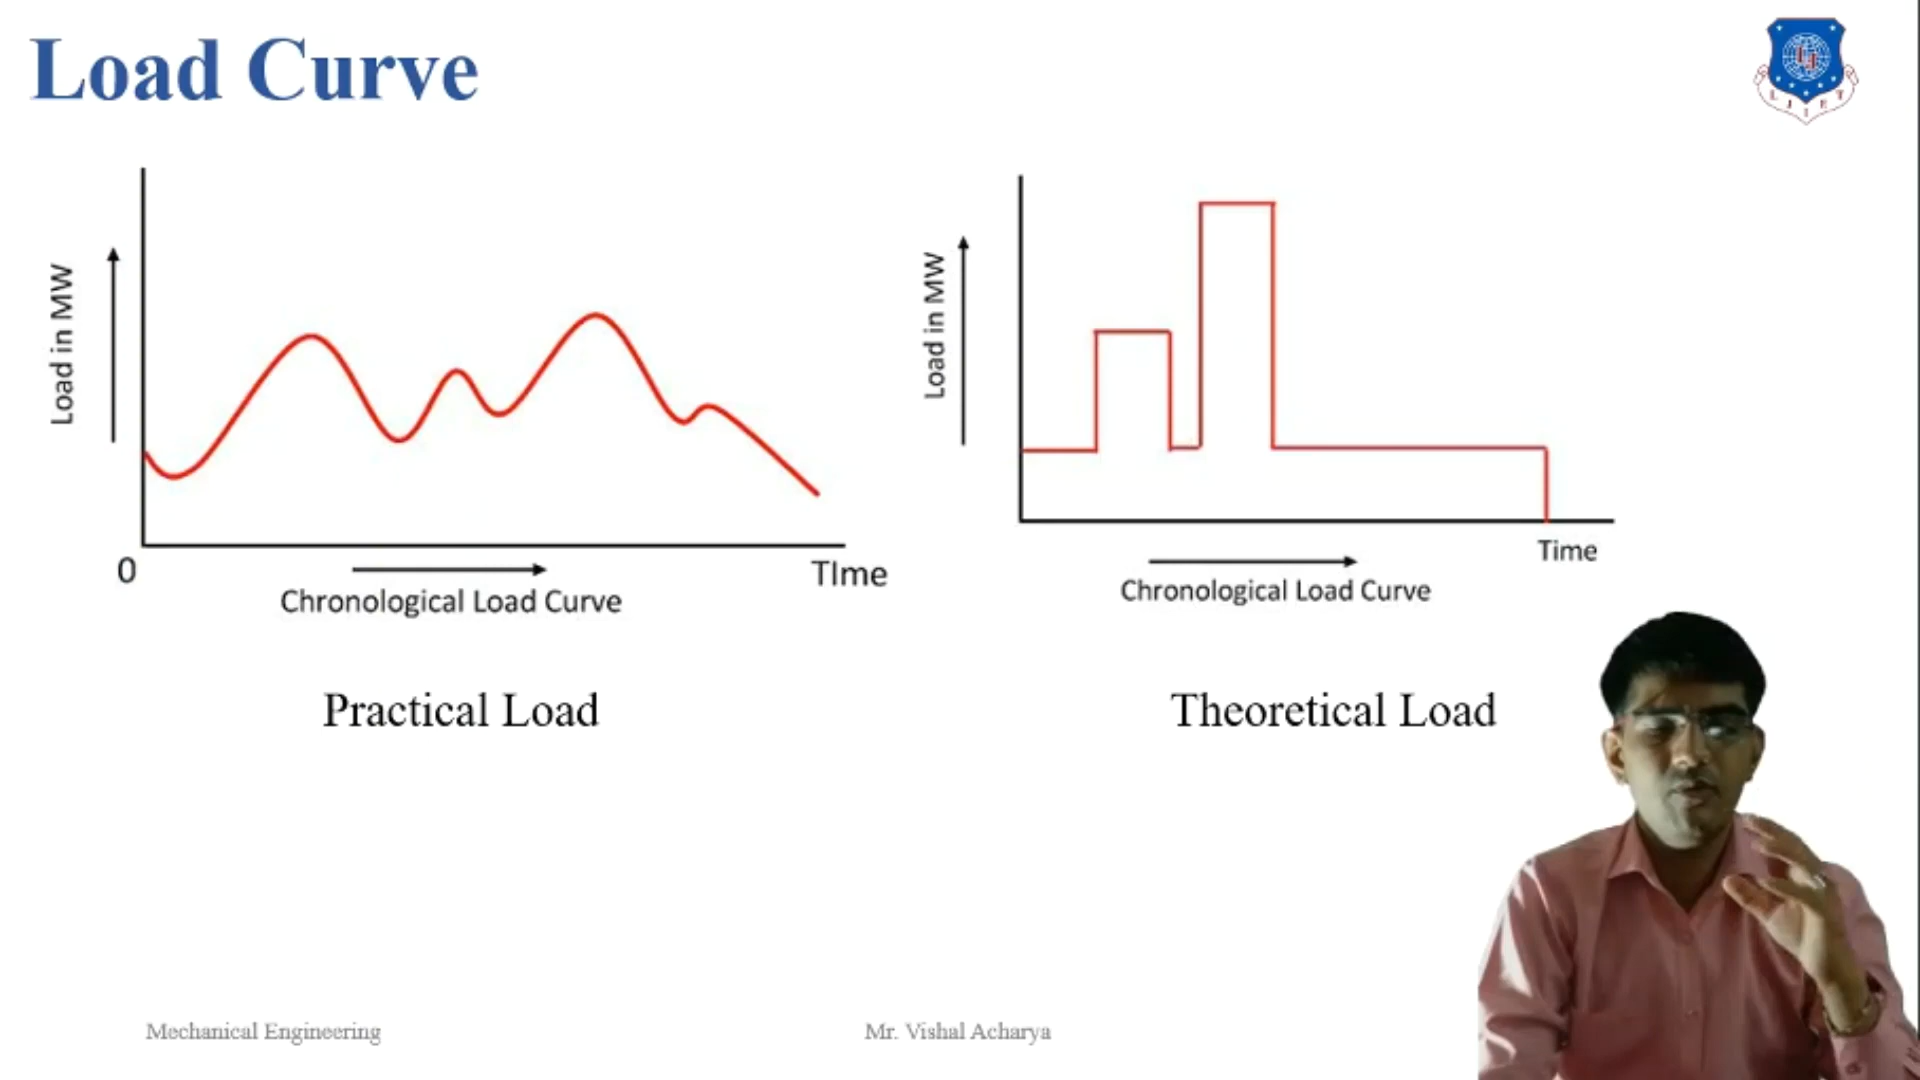 Load Curve
L J I E T
Load in MW
0
TIme
Chronological Load Curve
Practical Load
Load in MW
Time
Chronological Load Curve
Theoretical Load
Mechanical Engineering
Mr. Vishal Acharya